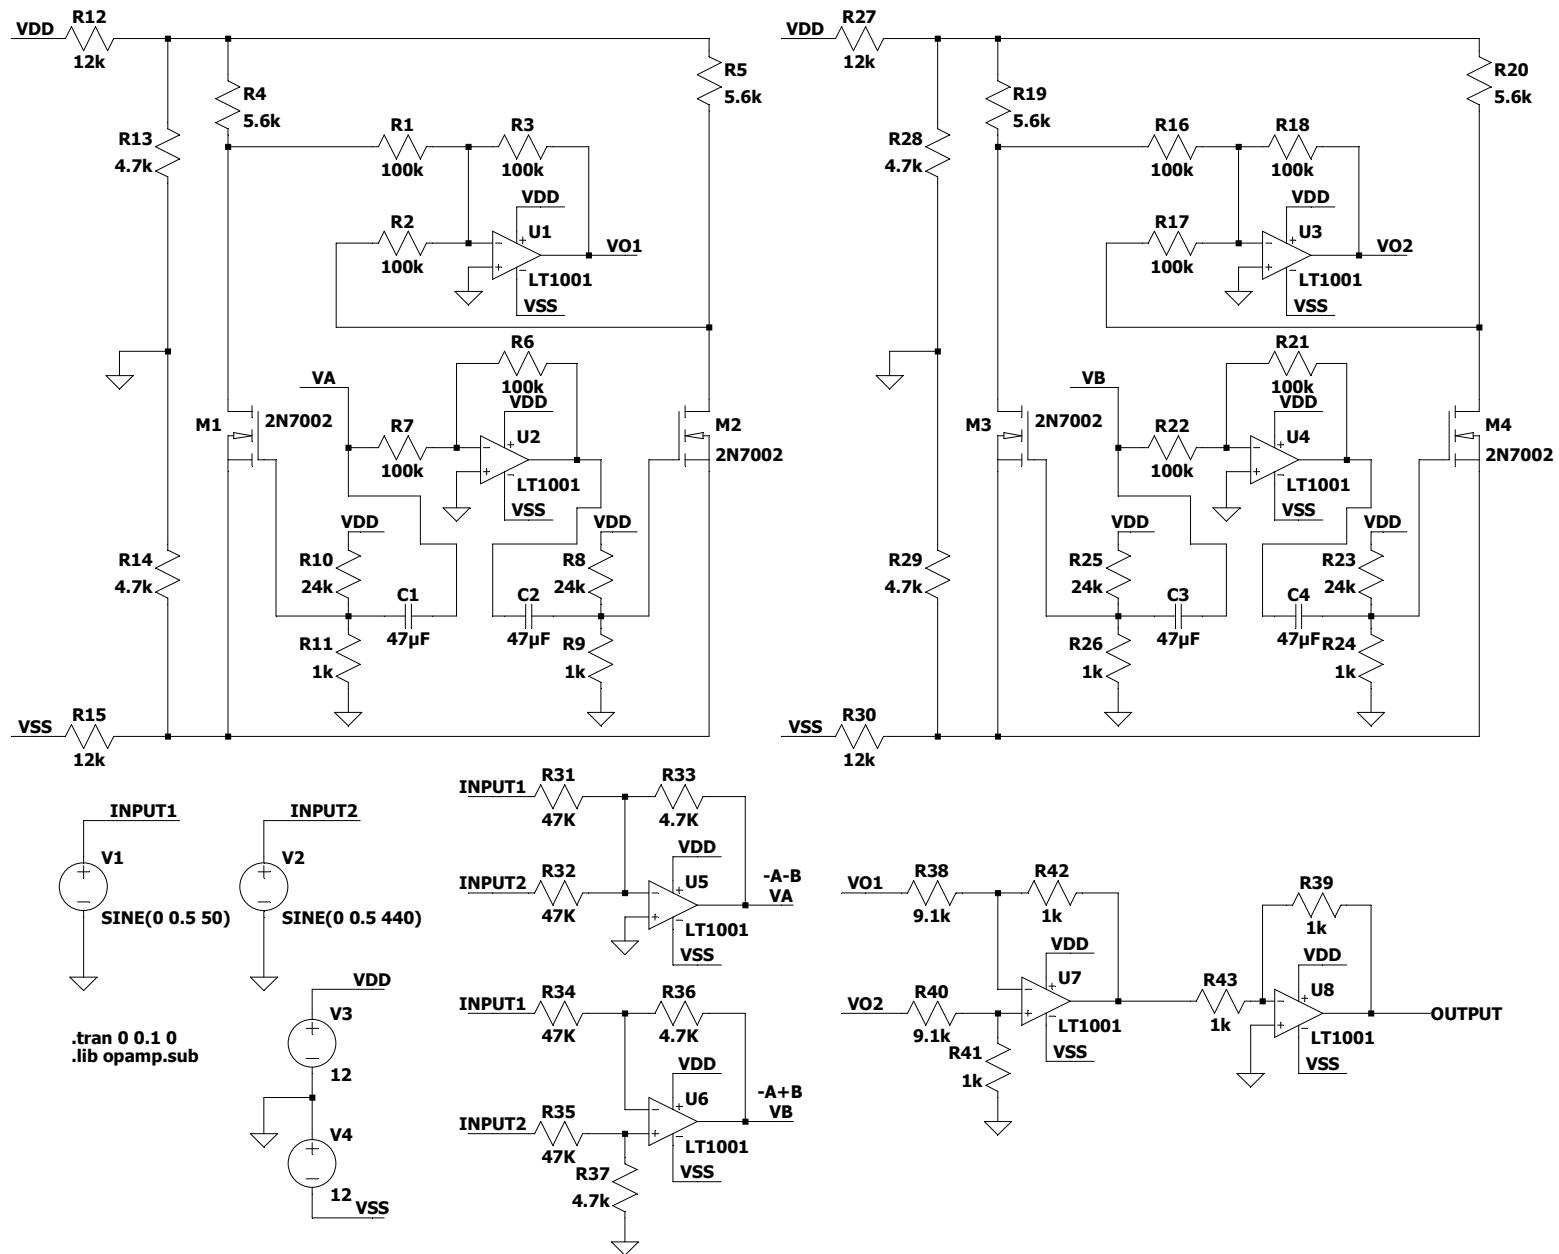 VDD
R12
12k
R4
5.6k
R5
5.6k
R13
4.7k
R1
100k
R3
100k
VDD
R2
100k
U1
VO1
LT1001
VSS
R6
100k
VA
VDD
M1
2N7002
R7
100k
U2
M2
2N7002
LT1001
VSS
VDD
VDD
R14
4.7k
R10
24k
R8
24k
C1
47µF
C2
47µF
R11
1k
R9
1k
VSS
R15
12k
VDD
R27
12k
R19
5.6k
R20
5.6k
R28
4.7k
R16
100k
R18
100k
VDD
R17
100k
U3
VO2
LT1001
VSS
R21
100k
VB
VDD
M3
2N7002
R22
100k
U4
M4
2N7002
LT1001
VSS
VDD
VDD
R29
4.7k
R25
24k
R23
24k
C3
47µF
C4
47µF
R26
1k
R24
1k
VSS
R30
12k
INPUT1
V1
SINE(0 0.5 50)
INPUT2
V2
SINE(0 0.5 440)
VDD
V3
12
V4
12
VSS
.tran 0 0.1 0
.lib opamp.sub
INPUT1
R31
47K
R33
4.7K
VDD
INPUT2
R32
47K
U5
-A-B
VA
LT1001
VSS
INPUT1
R34
47K
R36
4.7K
VDD
INPUT2
R35
47K
U6
-A+B
VB
LT1001
VSS
R37
4.7k
VO1
R38
9.1k
R42
1k
VDD
VO2
R40
9.1k
U7
LT1001
VSS
R41
1k
R39
1k
VDD
R43
1k
U8
LT1001
VSS
OUTPUT